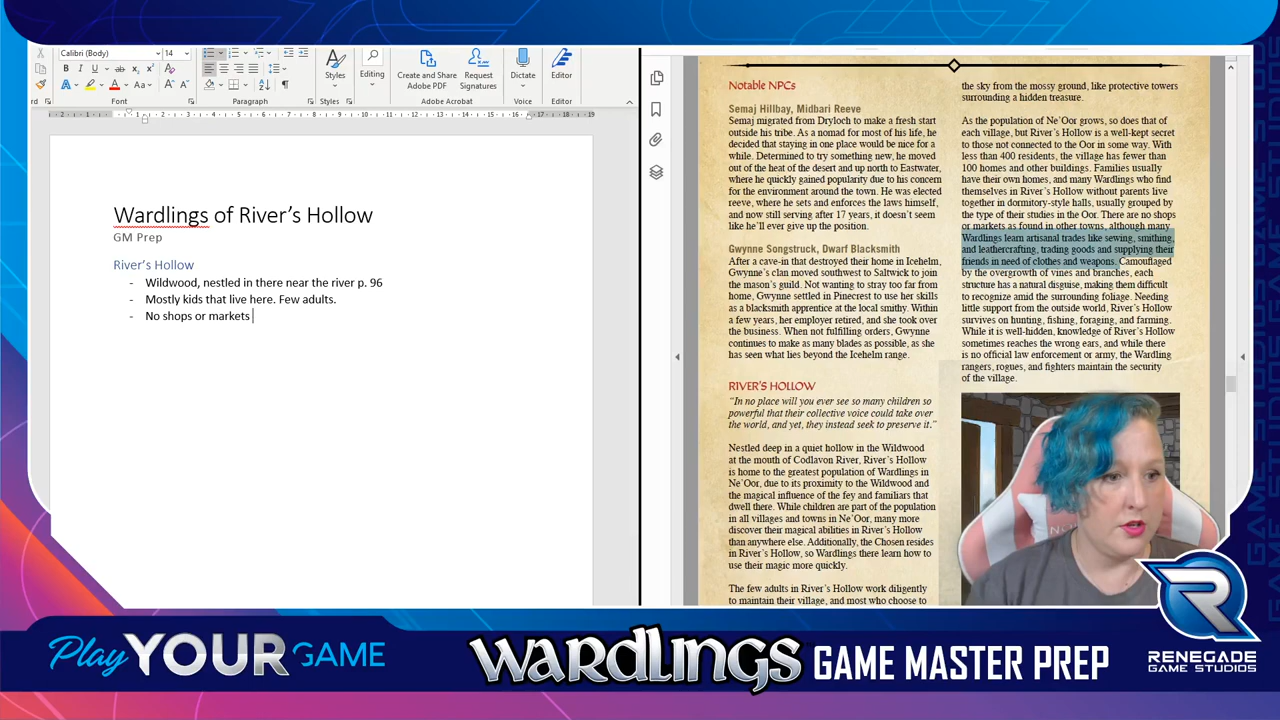 Calibri (Body)
14
Styles
Editing
Create and Share
Adobe PDF
Request
Signatures
Dictate
Editor
Font
Paragraph
Styles
Adobe Acrobat
Voice
Editor
Wardlings of River's Hollow
GM Prep
River's Hollow
- Wildwood, nestled in there near the river p. 96
- Mostly kids that live here. Few adults.
- No shops or markets
Notable NPCs
Semaj Hillbay, Midbari Reeve
Semaj migrated from Dryloch to make a fresh start
outside his tribe. As a nomad for most of his life, he
decided that staying in one place would be nice for a
while. Determined to try something new, he moved
out of the heat of the desert and up north to Eastwater,
where he quickly gained popularity due to his concern
for the environment around the town. He was elected
reeve, where he sets and enforces the laws himself,
and now still serving after 17 years, it doesn't seem
like he'll ever give up the position.
Gwynne Songstruck, Dwarf Blacksmith
After a cave-in that destroyed their home in Icehelm,
Gwynne's clan moved southwest to Saltwick to join
the mason's guild. Not wanting to stray too far from
home, Gwynne settled in Pinecrest to use her skills
as a blacksmith apprentice at the local smithy. Within
a few years, her employer retired, and she took over
the business. When not fulfilling orders, Gwynne
continues to make as many blades as possible, as she
has seen what lies beyond the Icehelm range.
RIVER'S HOLLOW
"In no place will you ever see so many children so
powerful that their collective voice could take over
the world, and yet, they instead seek to preserve it."
Nestled deep in a quiet hollow in the Wildwood
at the mouth of Codlavon River, River's Hollow
is home to the greatest population of Wardlings in
Ne'Oor, due to its proximity to the Wildwood and
the magical influence of the fey and familiars that
dwell there. While children are part of the population
in all villages and towns in Ne'Oor, many more
discover their magical abilities in River's Hollow
than anywhere else. Additionally, the Chosen resides
in River's Hollow, so Wardlings there learn how to
use their magic more quickly.
The few adults in River's Hollow work diligently
to maintain their village, and most who choose to
the sky from the mossy ground, like protective towers
surrounding a hidden treasure.
As the population of Ne'Oor grows, so does that of
each village, but River's Hollow is a well-kept secret
to those not connected to the Oor in some way. With
less than 400 residents, the village has fewer than
100 homes and other buildings. Families usually
have their own homes, and many Wardlings who find
themselves in River's Hollow without parents live
together in dormitory-style halls, usually grouped by
the type of their studies in the Oor. There are no shops
or markets as found in other towns, although many
Wardlings learn artisanal trades like sewing, smithing,
and leathercrafting, trading goods and supplying their
friends in need of clothes and weapons. Camouflaged
by the overgrowth of vines and branches, each
structure has a natural disguise, making them difficult
to recognize amid the surrounding foliage. Needing
little support from the outside world, River's Hollow
survives on hunting, fishing, foraging, and farming.
While it is well-hidden, knowledge of River's Hollow
sometimes reaches the wrong ears, and while there
is no official law enforcement or army, the Wardling
rangers, rogues, and fighters maintain the security
of the village.
Play YOUR GAME
WARDLINGS GAME MASTER PREP
R
RENEGADE
GAME STUDIOS